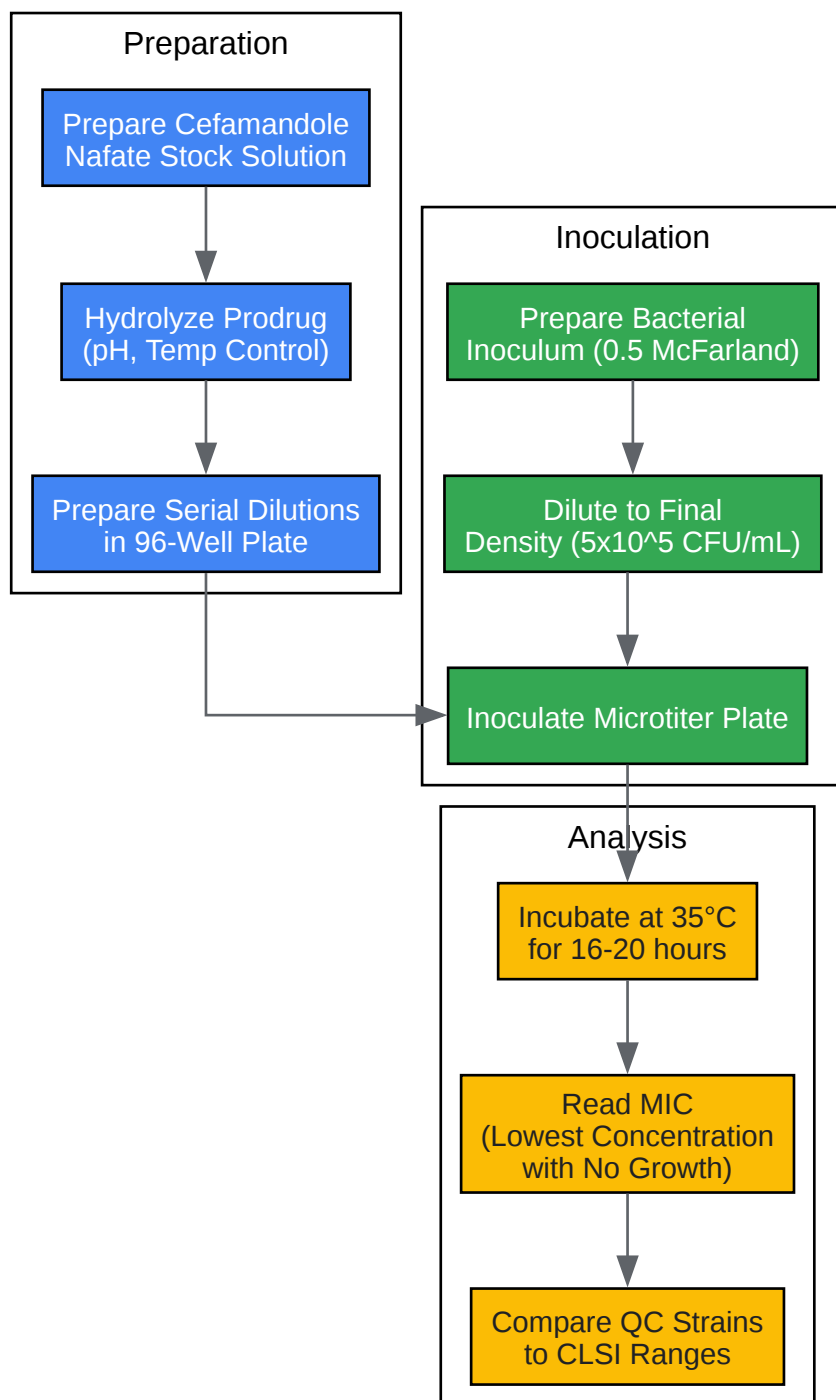 Preparation
Prepare Cefamandole
Nafate Stock Solution
Hydrolyze Prodrug
(pH, Temp Control)
Prepare Serial Dilutions
in 96-Well Plate
Inoculation
Prepare Bacterial
Inoculum (0.5 McFarland)
Dilute to Final
Density (5x10^5 CFU/mL)
Inoculate Microtiter Plate
Analysis
Incubate at 35°C
for 16-20 hours
Read MIC
(Lowest Concentration
with No Growth)
Compare QC Strains
to CLSI Ranges